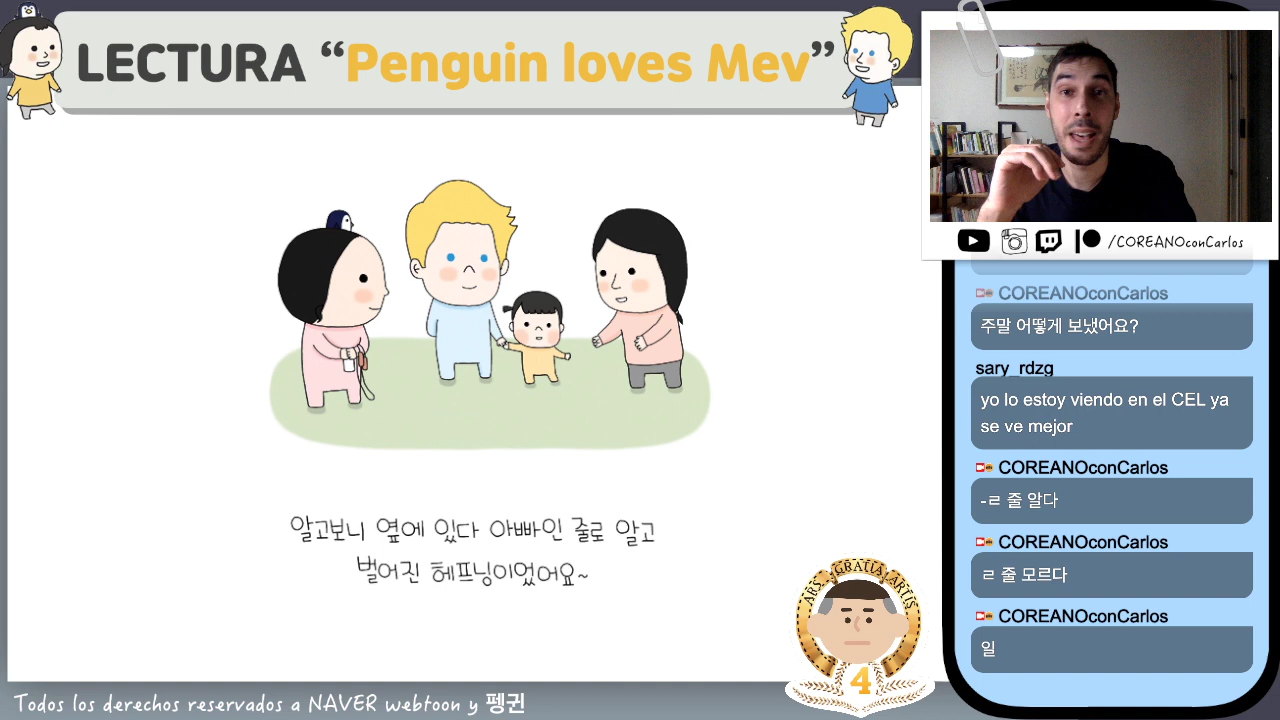 LECTURA “Penguin loves Mev”
/COREANOconCarlos
알고보니 옆에 있다 아빠인 줄로 알고
벌어진 헤프닝이었어요~
ARS GRATIA ARTIS
4
Todos los derechos reservados a NAVER webtoon y 펭귄
COREANOconCarlos
주말 어떻게 보냈어요?
sary_rdzg
yo lo estoy viendo en el CEL ya
se ve mejor
COREANOconCarlos
-ㄹ 줄 알다
COREANOconCarlos
ㄹ 줄 모르다
COREANOconCarlos
일